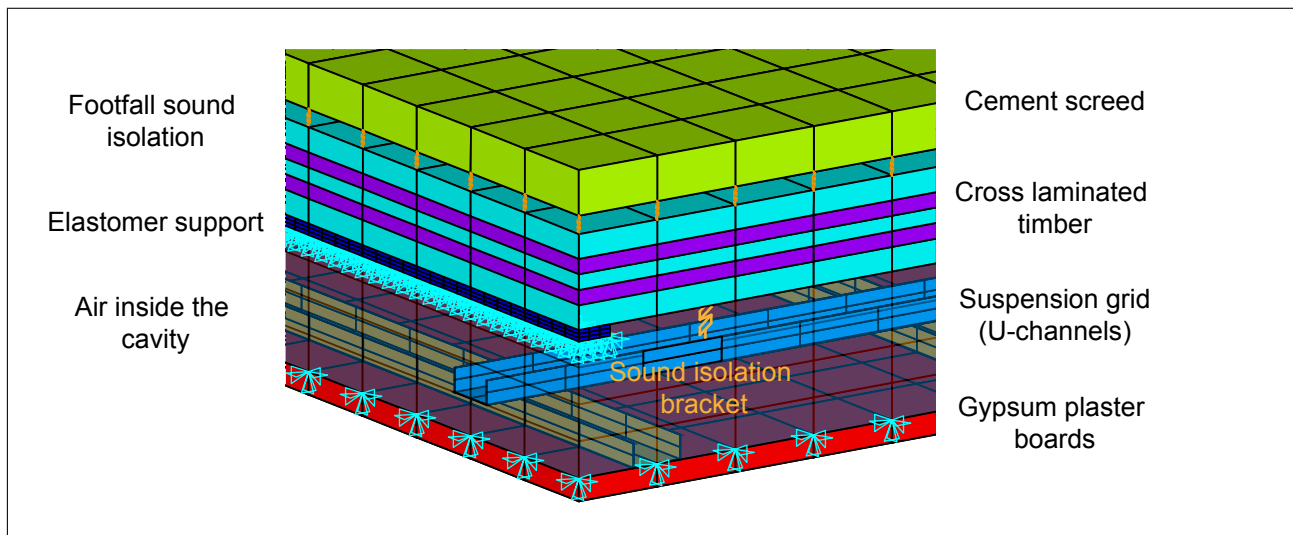 Footfall sound
isolation
Elastomer support
Air inside the
cavity
Sound isolation
bracket
Cement screed
Cross laminated
timber
Suspension grid
(U-channels)
Gypsum plaster
boards